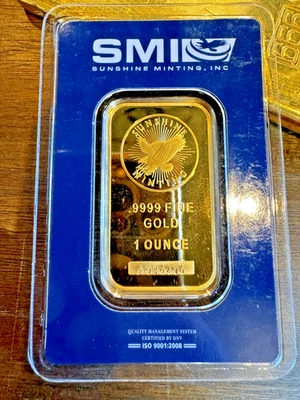 SMI
SUNSHINE MINTING, INC
SUNSHINE
MINTING
.9999 FINE
GOLD
1 OUNCE
QUALITY MANAGEMENT SYSTEM
CERTIFIED BY DNV
ISO 9001:2008